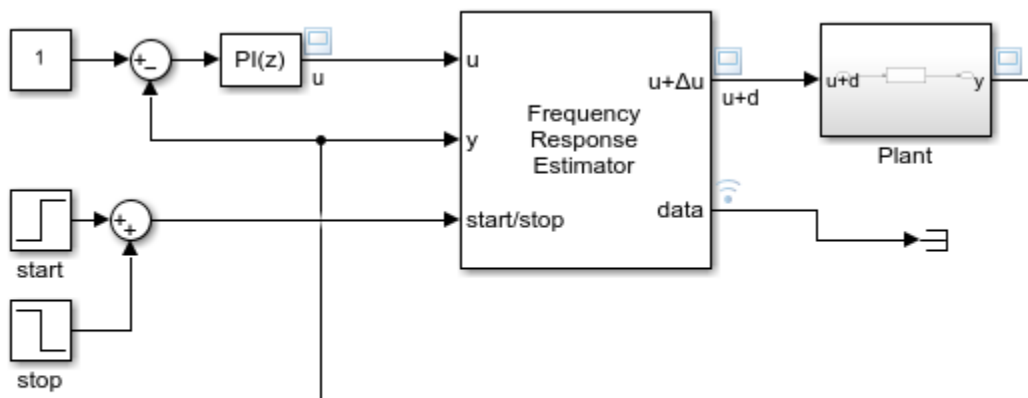 1
+
−
PI(z)
u
u
y
start/stop
Frequency
Response
Estimator
u+Δu
data
u+d
u+d
y
Plant
+
+
start
stop